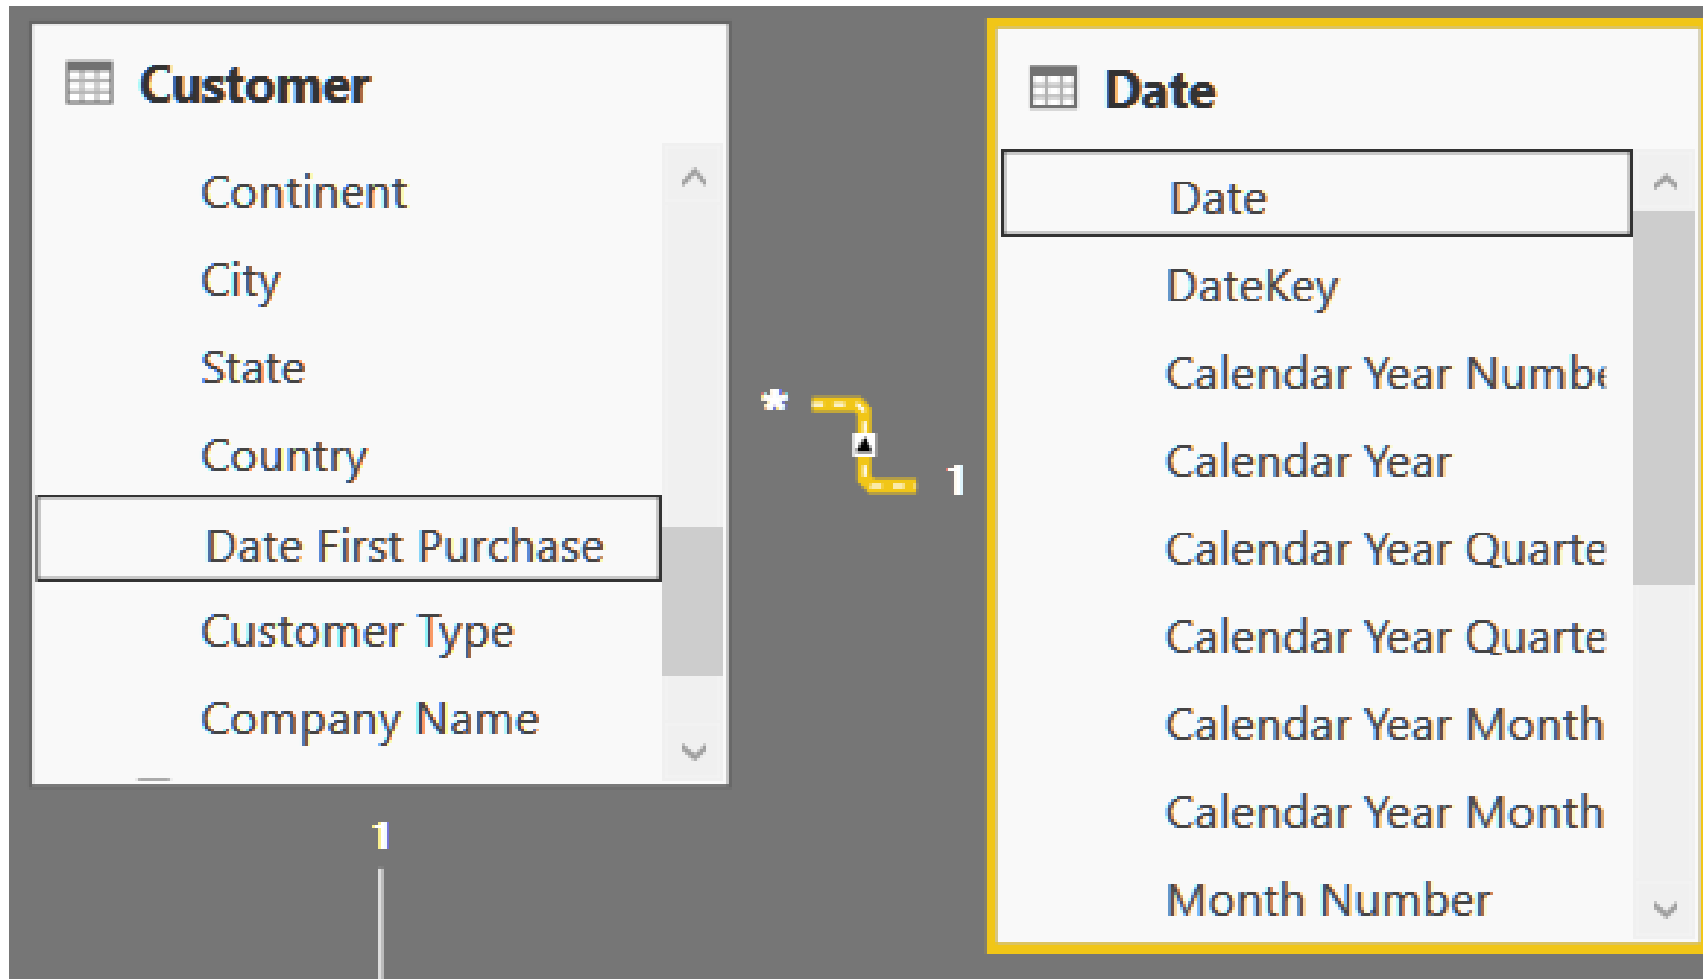 Customer
Continent
City
State
Country
Date First Purchase
Customer Type
Company Name
1
*
1
Date
Date
DateKey
Calendar Year Numbe
Calendar Year
Calendar Year Quarte
Calendar Year Quarte
Calendar Year Month
Calendar Year Month
Month Number